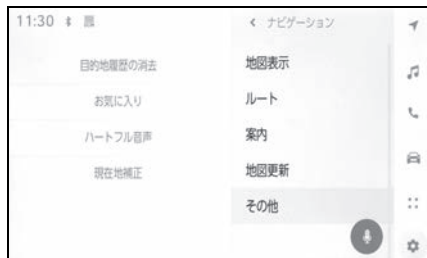 11:30
目的地履歴の消去
お気に入り
ハートフル音声
現在地補正
ナビゲーション
地図表示
ルート
案内
地図更新
その他